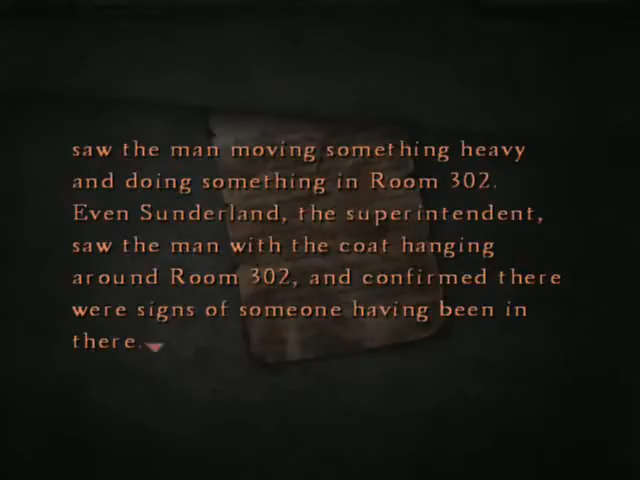 saw the man moving something heavy
and doing something in Room 302.
Even Sunderland, the superintendent,
saw the man with the coat hanging
around Room 302, and confirmed there
were signs of someone having been in
there.